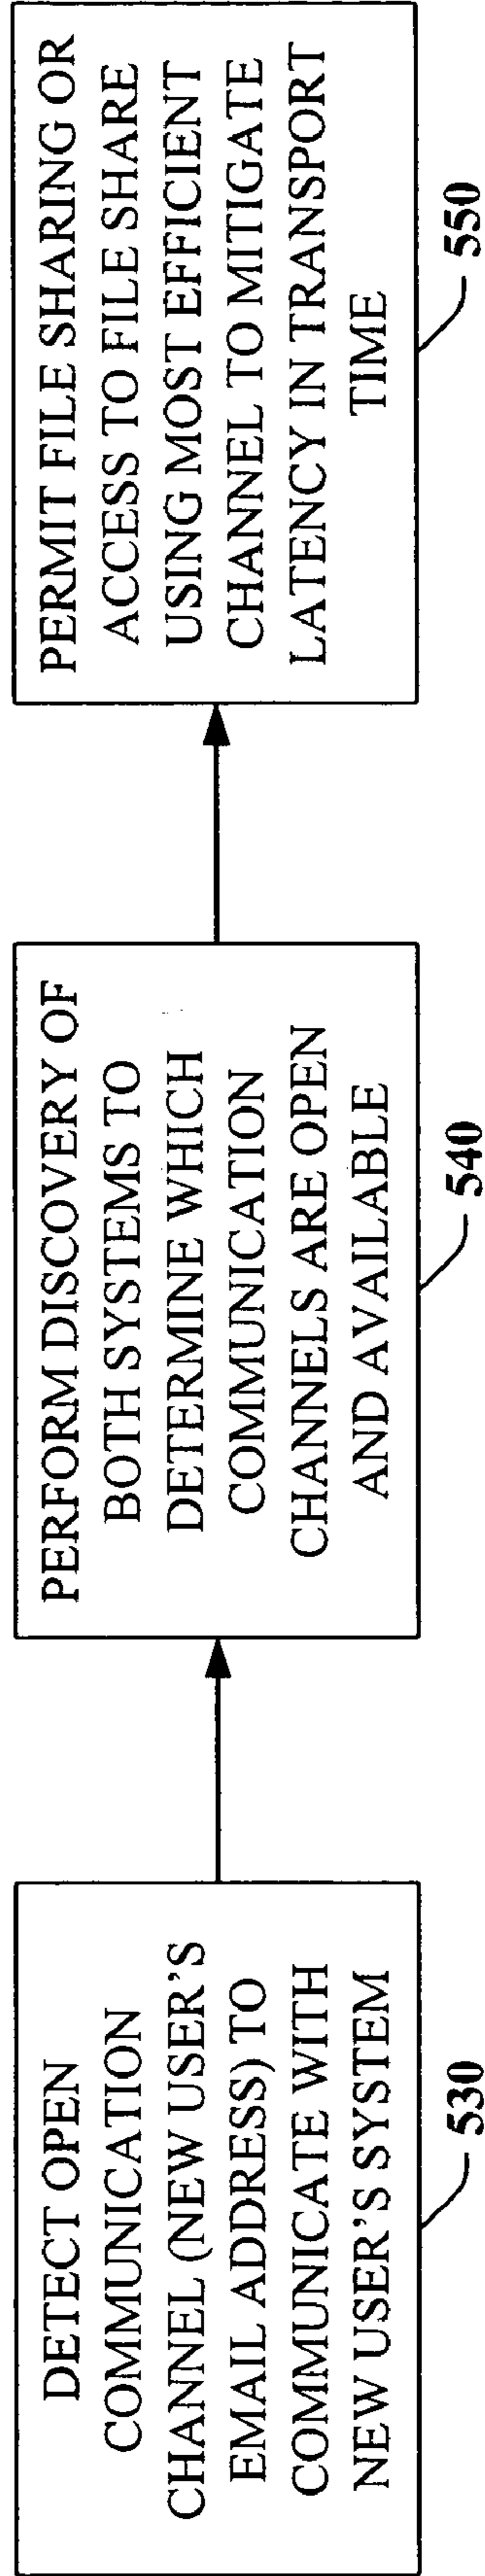 DETECT OPEN
COMMUNICATION
CHANNEL (NEW USER'S
EMAIL ADDRESS) TO
COMMUNICATE WITH
NEW USER'S SYSTEM
530
PERFORM DISCOVERY OF
BOTH SYSTEMS TO
DETERMINE WHICH
COMMUNICATION
CHANNELS ARE OPEN
AND AVAILABLE
540
PERMIT FILE SHARING OR
ACCESS TO FILE SHARE
USING MOST EFFICIENT
CHANNEL TO MITIGATE
LATENCY IN TRANSPORT
TIME
550